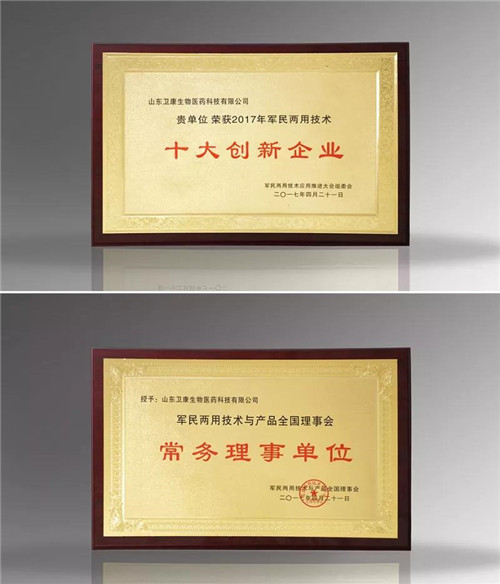 山东卫康生物医药科技有限公司
贵单位 荣获2017年军民两用技术
十大创新企业
军民两用技术应用推进大会组委会
二〇一七年四月二十一日
授予：山东卫康生物医药科技有限公司
军民两用技术与产品全国理事会
常务理事单位
军民两用技术与产品全国理事会
二〇一七年四月二十一日